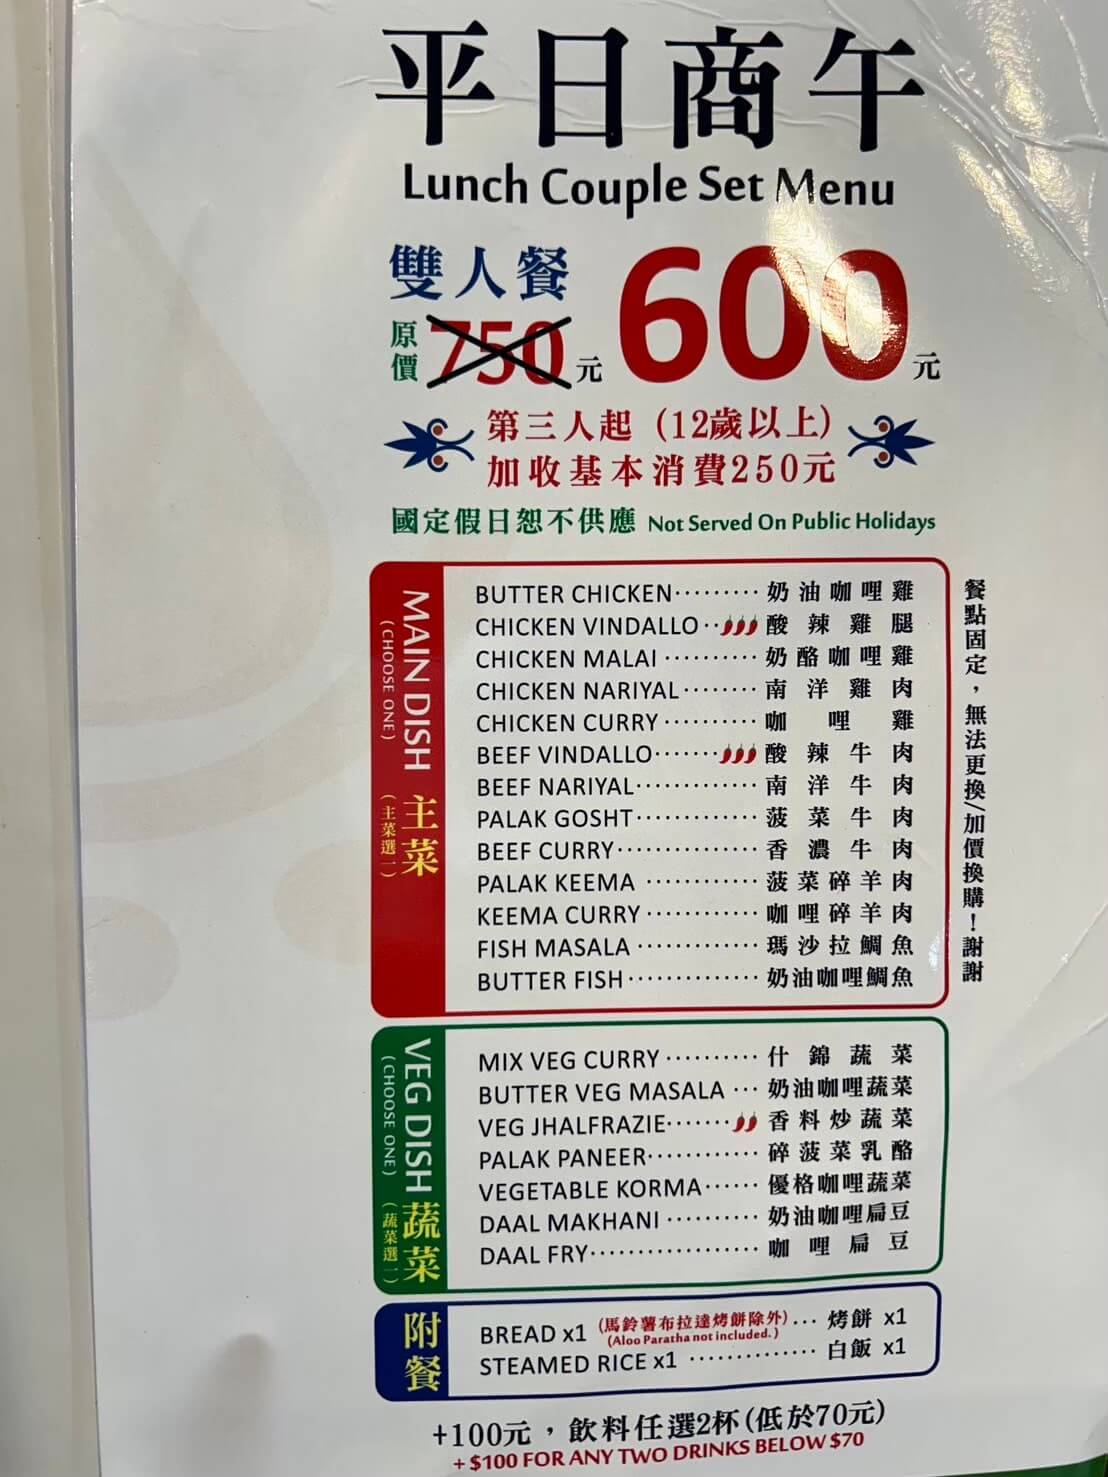 平日商午
Lunch Couple Set Menu
雙人餐
原價 750元 600元
第三人起 (12歲以上)
加收基本消費250元
國定假日恕不供應 Not Served On Public Holidays
MAIN DISH 主菜
(CHOOSE ONE) (主菜選一)
BUTTER CHICKEN 奶油咖哩雞
CHICKEN VINDALLO 酸辣雞腿
CHICKEN MALAI 奶酪咖哩雞
CHICKEN NARIYAL 南洋雞肉
CHICKEN CURRY 咖哩雞
BEEF VINDALLO 酸辣牛肉
BEEF NARIYAL 南洋牛肉
PALAK GOSHT 菠菜牛肉
BEEF CURRY 香濃牛肉
PALAK KEEMA 菠菜碎羊肉
KEEMA CURRY 咖哩碎羊肉
FISH MASALA 瑪沙拉鯛魚
BUTTER FISH 奶油咖哩鯛魚
餐點固定，無法更換/加價換購！謝謝
VEG DISH 蔬菜
(CHOOSE ONE) (蔬菜選一)
MIX VEG CURRY 什錦蔬菜
BUTTER VEG MASALA 奶油咖哩蔬菜
VEG JHALFRAZIE 香料炒蔬菜
PALAK PANEER 碎菠菜乳酪
VEGETABLE KORMA 優格咖哩蔬菜
DAAL MAKHANI 奶油咖哩扁豆
DAAL FRY 咖哩扁豆
附餐
BREAD x1 (馬鈴薯布拉達烤餅除外) 烤餅 x1
(Aloo Paratha not included.)
STEAMED RICE x1 白飯 x1
+100元，飲料任選2杯(低於70元)
+ $100 FOR ANY TWO DRINKS BELOW $70